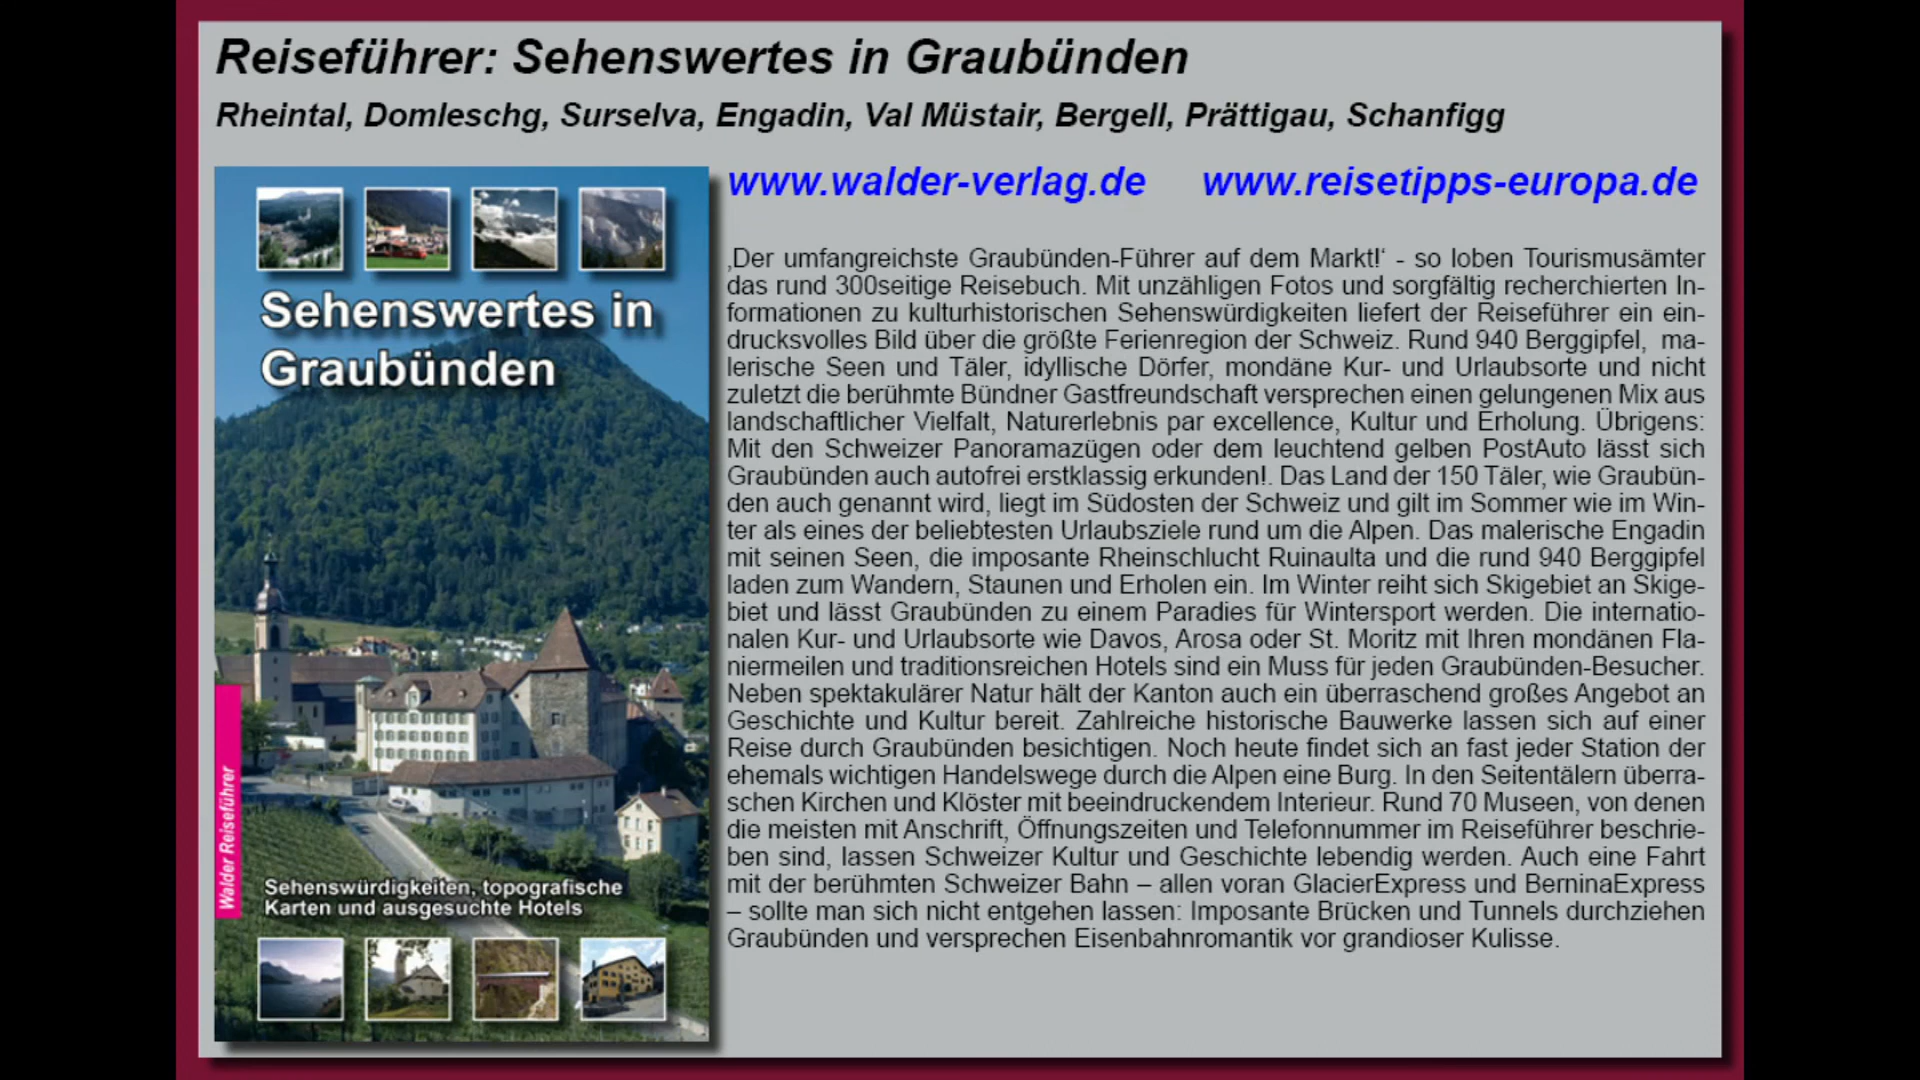 Reiseführer: Sehenswertes in Graubünden
Rheintal, Domleschg, Surselva, Engadin, Val Müstair, Bergell, Prättigau, Schanfigg
www.walder-verlag.de www.reisetipps-europa.de
Sehenswertes in
Graubünden
Walder Reiseführer
Sehenswürdigkeiten, topografische
Karten und ausgesuchte Hotels
‚Der umfangreichste Graubünden-Führer auf dem Markt!‘ - so loben Tourismusämter
das rund 300seitige Reisebuch. Mit unzähligen Fotos und sorgfältig recherchierten In-
formationen zu kulturhistorischen Sehenswürdigkeiten liefert der Reiseführer ein ein-
drucksvolles Bild über die größte Ferienregion der Schweiz. Rund 940 Berggipfel, ma-
lerische Seen und Täler, idyllische Dörfer, mondäne Kur- und Urlaubsorte und nicht
zuletzt die berühmte Bündner Gastfreundschaft versprechen einen gelungenen Mix aus
landschaftlicher Vielfalt, Naturerlebnis par excellence, Kultur und Erholung. Übrigens:
Mit den Schweizer Panoramazügen oder dem leuchtend gelben PostAuto lässt sich
Graubünden auch autofrei erstklassig erkunden!. Das Land der 150 Täler, wie Graubün-
den auch genannt wird, liegt im Südosten der Schweiz und gilt im Sommer wie im Win-
ter als eines der beliebtesten Urlaubsziele rund um die Alpen. Das malerische Engadin
mit seinen Seen, die imposante Rheinschlucht Ruinaulta und die rund 940 Berggipfel
laden zum Wandern, Staunen und Erholen ein. Im Winter reiht sich Skigebiet an Skige-
biet und lässt Graubünden zu einem Paradies für Wintersport werden. Die internatio-
nalen Kur- und Urlaubsorte wie Davos, Arosa oder St. Moritz mit Ihren mondänen Fla-
niermeilen und traditionsreichen Hotels sind ein Muss für jeden Graubünden-Besucher.
Neben spektakulärer Natur hält der Kanton auch ein überraschend großes Angebot an
Geschichte und Kultur bereit. Zahlreiche historische Bauwerke lassen sich auf einer
Reise durch Graubünden besichtigen. Noch heute findet sich an fast jeder Station der
ehemals wichtigen Handelswege durch die Alpen eine Burg. In den Seitentälern überra-
schen Kirchen und Klöster mit beeindruckendem Interieur. Rund 70 Museen, von denen
die meisten mit Anschrift, Öffnungszeiten und Telefonnummer im Reiseführer beschrie-
ben sind, lassen Schweizer Kultur und Geschichte lebendig werden. Auch eine Fahrt
mit der berühmten Schweizer Bahn – allen voran GlacierExpress und BerninaExpress
– sollte man sich nicht entgehen lassen: Imposante Brücken und Tunnels durchziehen
Graubünden und versprechen Eisenbahnromantik vor grandioser Kulisse.